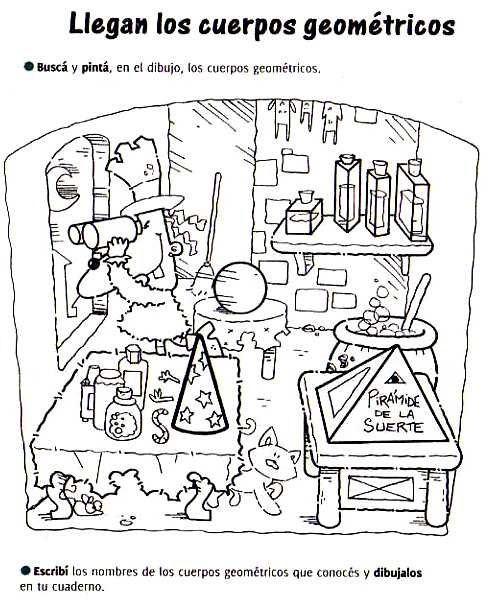 Llegan los cuerpos geométricos
Buscá y pintá, en el dibujo, los cuerpos geométricos.
PIRÁMIDE
DE LA
SUERTE
Escribí los nombres de los cuerpos geométricos que conocés y dibujalos
en tu cuaderno.